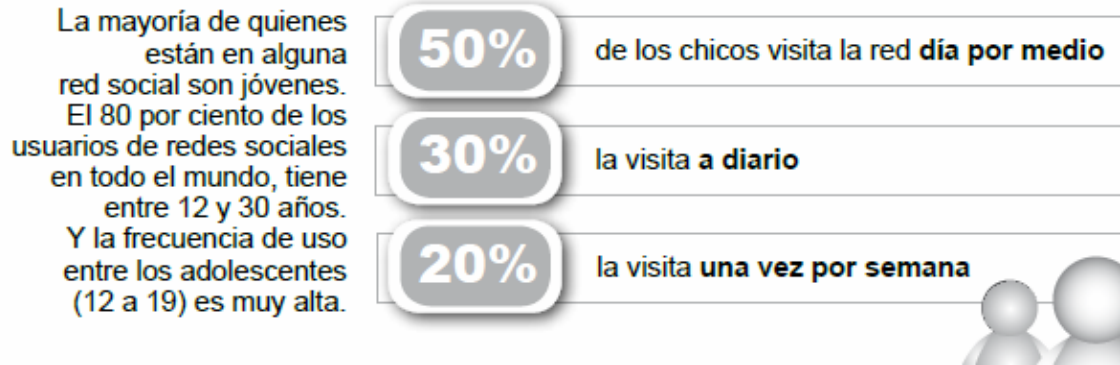 La mayoría de quienes
están en alguna
red social son jóvenes.
El 80 por ciento de los
usuarios de redes sociales
en todo el mundo, tiene
entre 12 y 30 años.
Y la frecuencia de uso
entre los adolescentes
(12 a 19) es muy alta.
50% de los chicos visita la red día por medio
30% la visita a diario
20% la visita una vez por semana